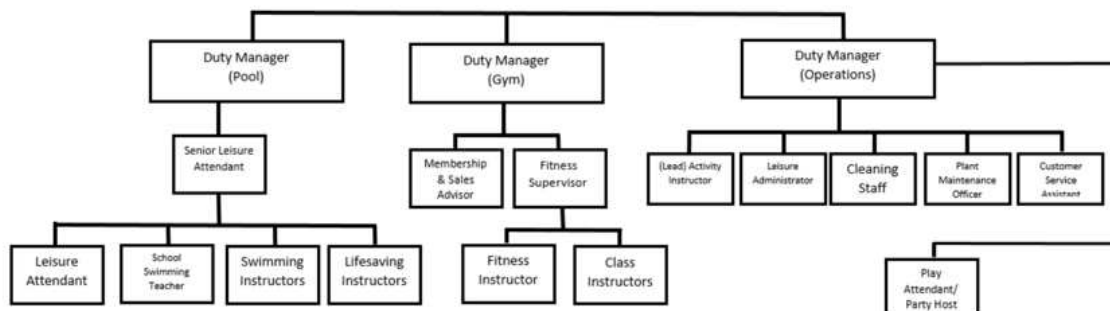 Duty Manager
(Pool)
Duty Manager
(Gym)
Duty Manager
(Operations)
Senior Leisure
Attendant
Membership
& Sales
Advisor
Fitness
Supervisor
(Lead) Activity
Instructor
Leisure
Administrator
Cleaning
Staff
Plant
Maintenance
Officer
Customer
Service
Assistant
Leisure
Attendant
School
Swimming
Teacher
Swimming
Instructors
Lifesaving
Instructors
Fitness
Instructor
Class
Instructors
Play
Attendant/
Party Host